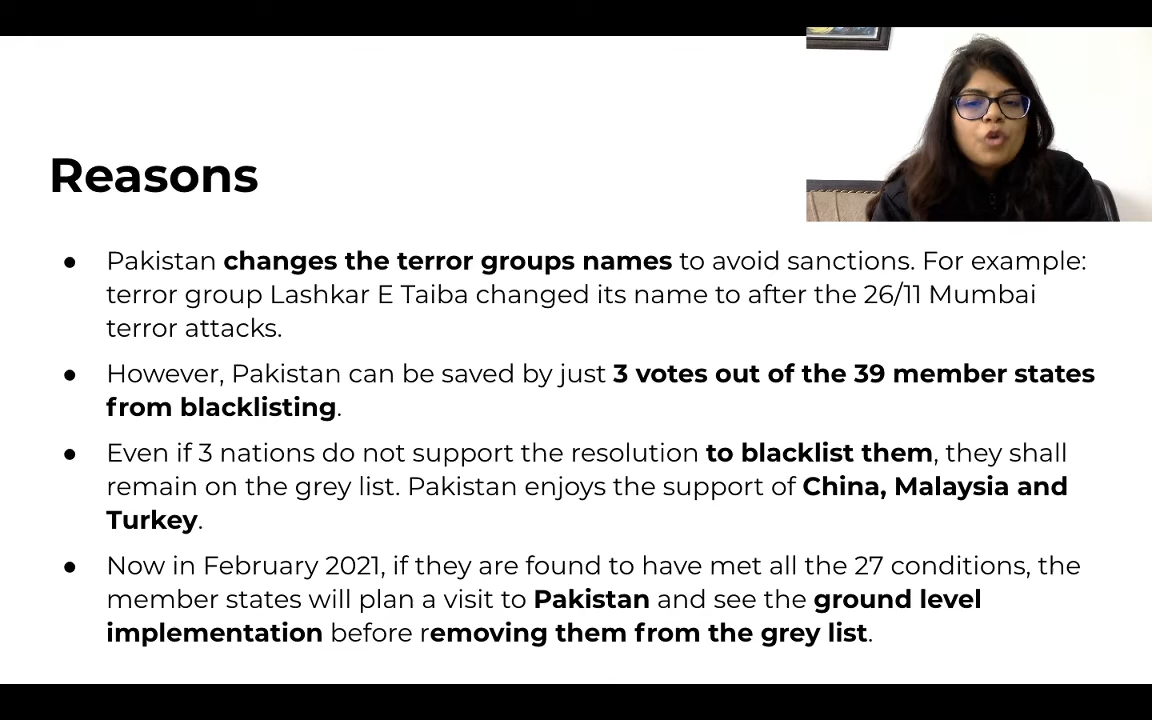 Reasons
● Pakistan changes the terror groups names to avoid sanctions. For example:
terror group Lashkar E Taiba changed its name to after the 26/11 Mumbai
terror attacks.
● However, Pakistan can be saved by just 3 votes out of the 39 member states
from blacklisting.
● Even if 3 nations do not support the resolution to blacklist them, they shall
remain on the grey list. Pakistan enjoys the support of China, Malaysia and
Turkey.
● Now in February 2021, if they are found to have met all the 27 conditions, the
member states will plan a visit to Pakistan and see the ground level
implementation before removing them from the grey list.